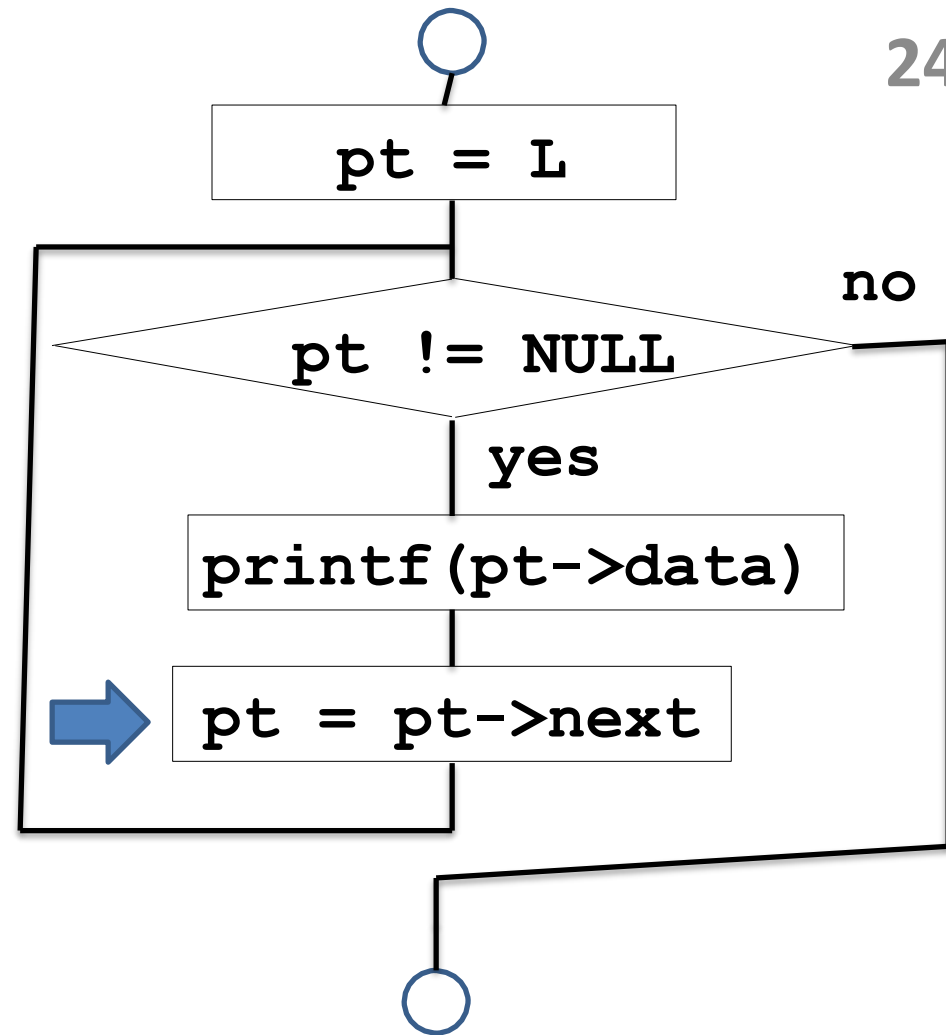 24
pt = L
no
pt != NULL
yes
printf(pt->data)
pt = pt->next